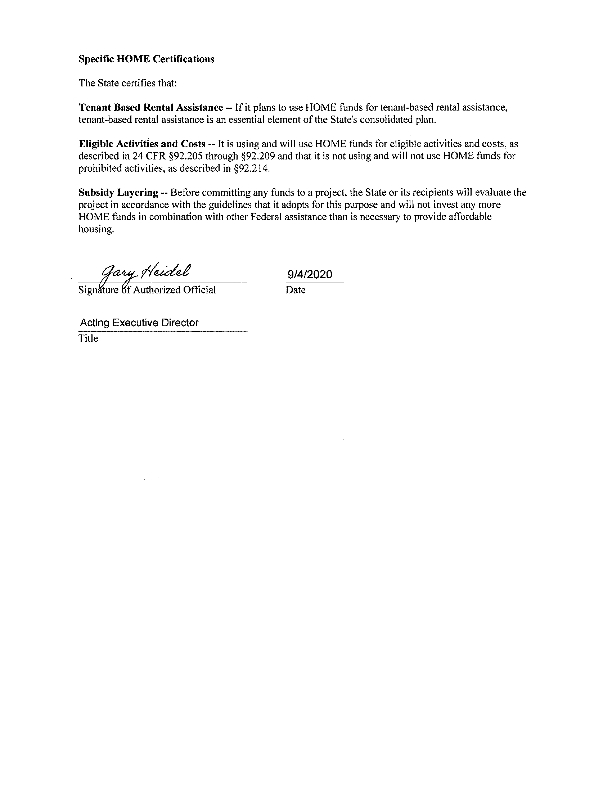 Specific HOME Certifications
The State certifies that:
Tenant Based Rental Assistance -- If it plans to use HOME funds for tenant-based rental assistance,
tenant-based rental assistance is an essential element of the State's consolidated plan.
Eligible Activities and Costs -- It is using and will use HOME funds for eligible activities and costs, as
described in 24 CFR §92.205 through §92.209 and that it is not using and will not use HOME funds for
prohibited activities, as described in §92.214.
Subsidy Layering -- Before committing any funds to a project, the State or its recipients will evaluate the
project in accordance with the guidelines that it adopts for this purpose and will not invest any more
HOME funds in combination with other Federal assistance than is necessary to provide affordable
housing.
Gary Heidel 9/4/2020
Signature of Authorized Official Date
Acting Executive Director
Title